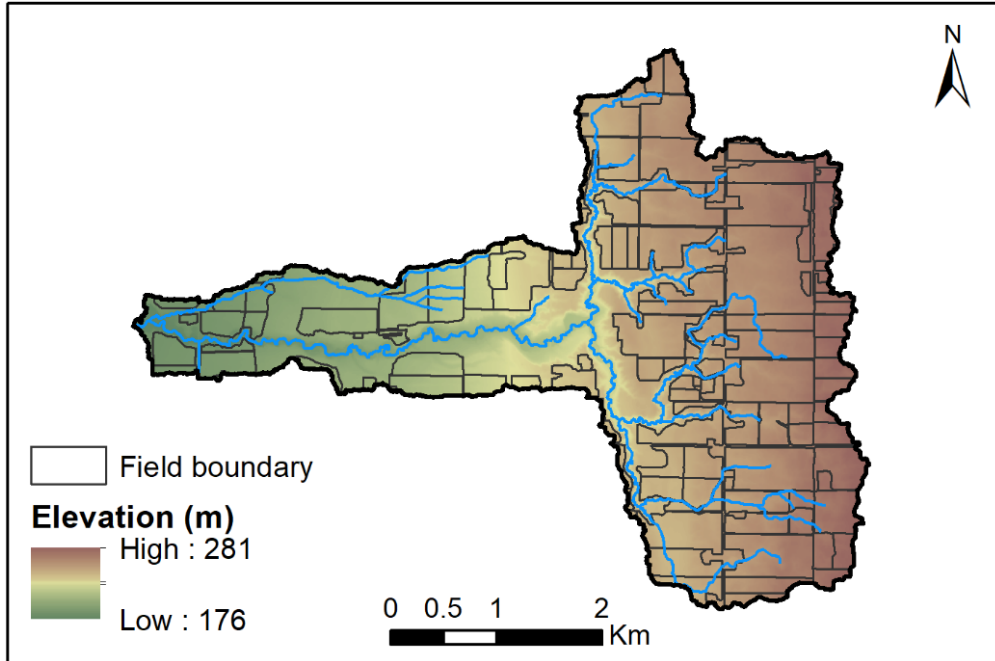 N
Field boundary
Elevation (m)
High : 281
Low : 176
0 0.5 1 2
Km